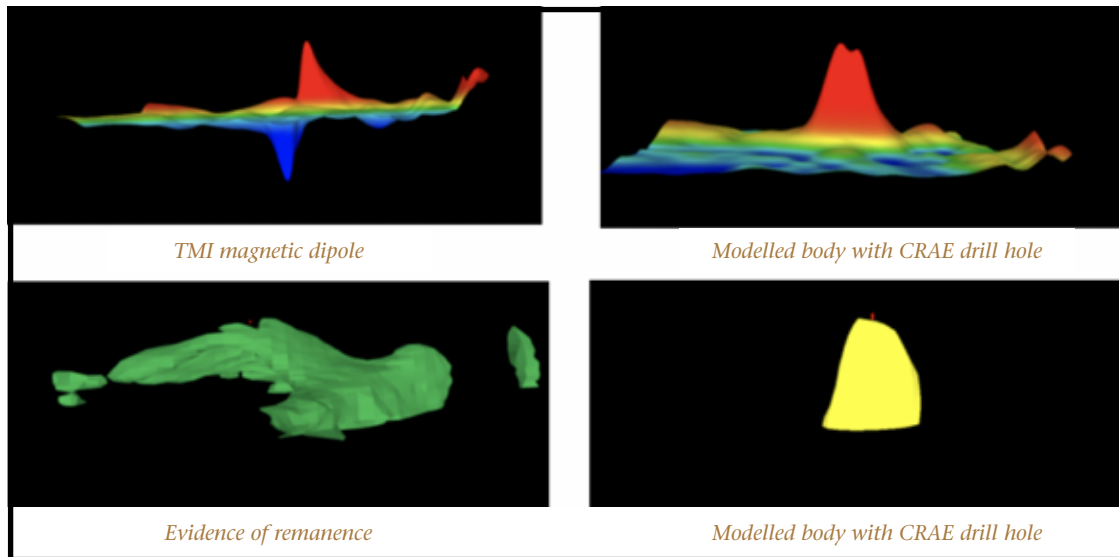 TMI magnetic dipole
Modelled body with CRAE drill hole
Evidence of remanence
Modelled body with CRAE drill hole